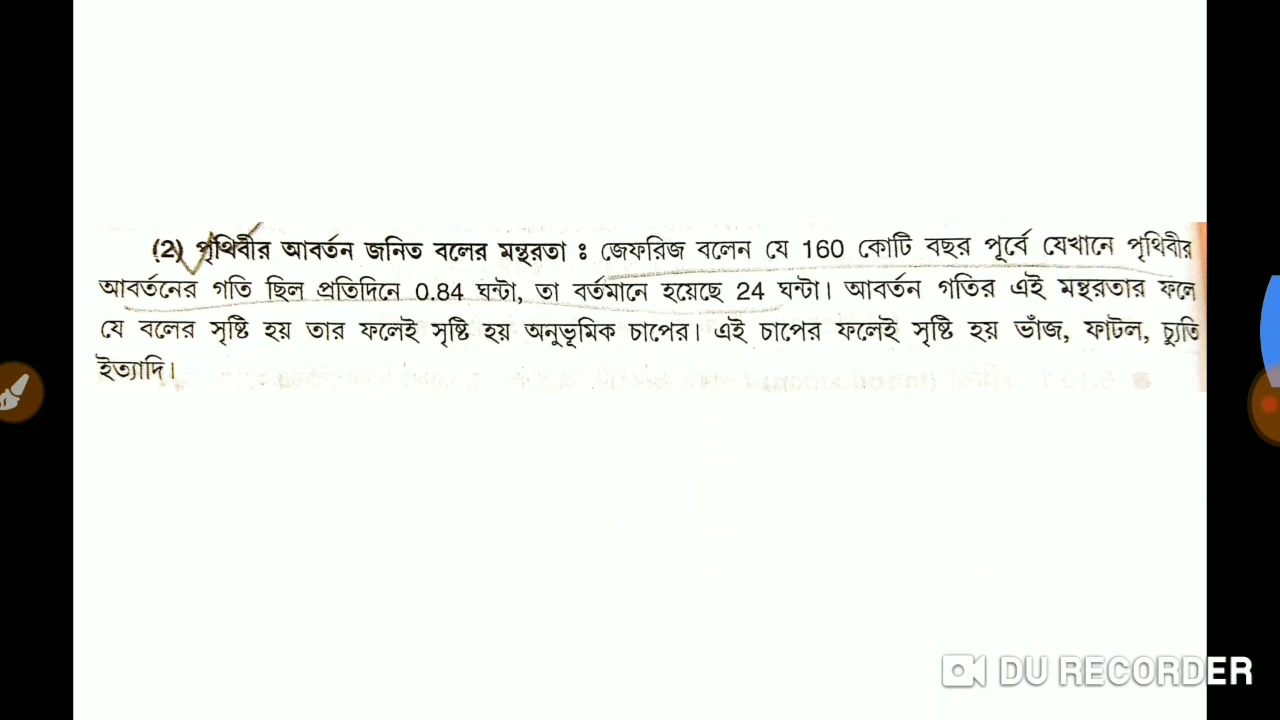 (2) পৃথিবীর আবর্তন জনিত বলের মন্থরতা ঃ জেফরিজ বলেন যে 160 কোটি বছর পূর্বে যেখানে পৃথিবীর
আবর্তনের গতি ছিল প্রতিদিনে 0.84 ঘন্টা, তা বর্তমানে হয়েছে 24 ঘন্টা। আবর্তন গতির এই মন্থরতার ফলে
যে বলের সৃষ্টি হয় তার ফলেই সৃষ্টি হয় অনুভূমিক চাপের। এই চাপের ফলেই সৃষ্টি হয় ভাঁজ, ফাটল, চ্যুতি
ইত্যাদি।
DU RECORDER